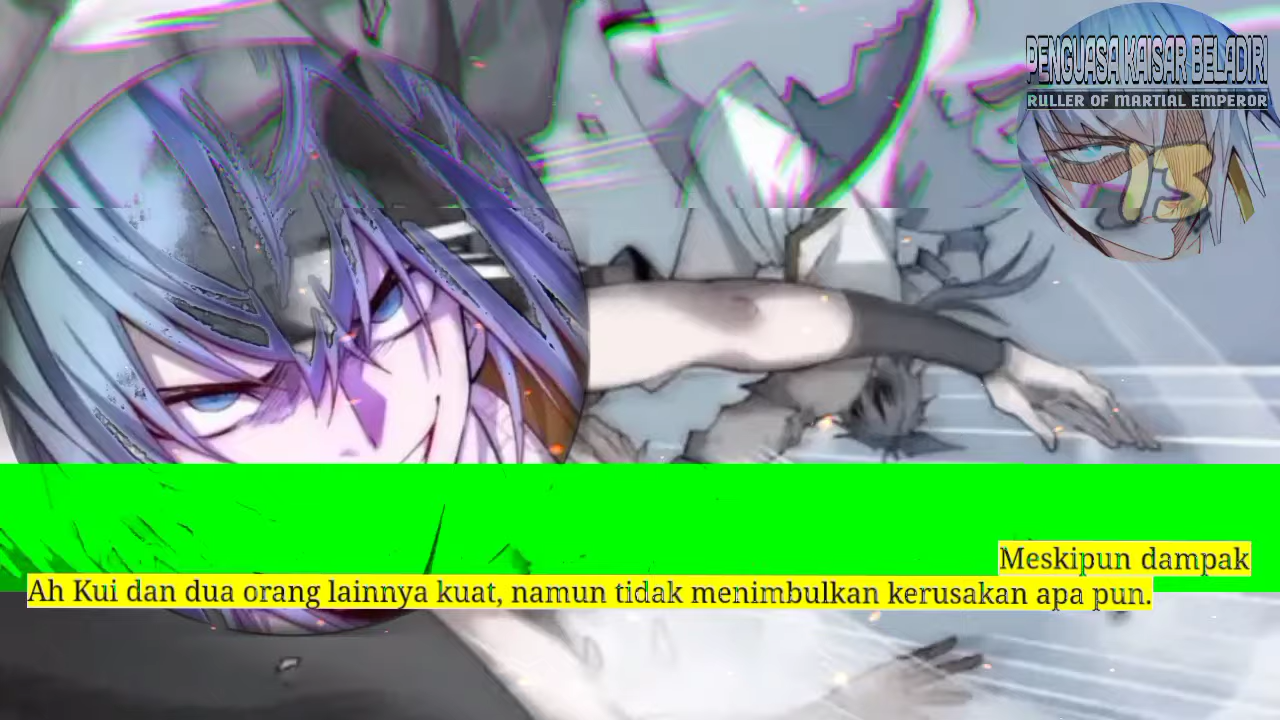 PENGUASA KAISAR BELADIRI
RULLER OF MARTIAL EMPEROR
13
Meskipun dampak
Ah Kui dan dua orang lainnya kuat, namun tidak menimbulkan kerusakan apa pun.